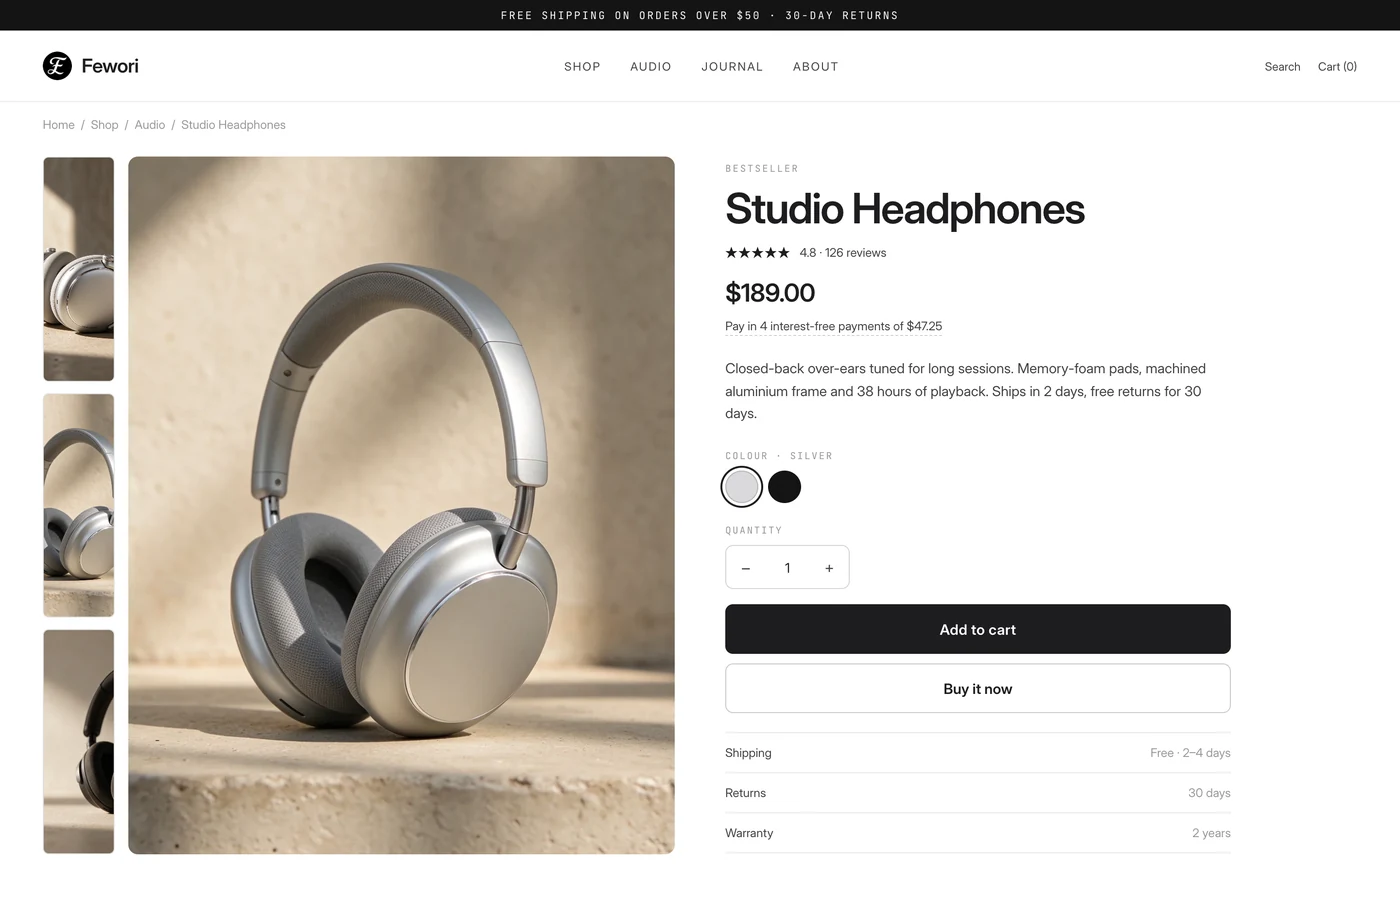 FREE SHIPPING ON ORDERS OVER $50 · 30-DAY RETURNS
Fewori
SHOP AUDIO JOURNAL ABOUT
Search Cart (0)
Home / Shop / Audio / Studio Headphones
BESTSELLER
Studio Headphones
★★★★★ 4.8 · 126 reviews
$189.00
Pay in 4 interest-free payments of $47.25
Closed-back over-ears tuned for long sessions. Memory-foam pads, machined
aluminium frame and 38 hours of playback. Ships in 2 days, free returns for 30
days.
COLOUR · SILVER
QUANTITY
– 1 +
Add to cart
Buy it now
Shipping Free · 2–4 days
Returns 30 days
Warranty 2 years